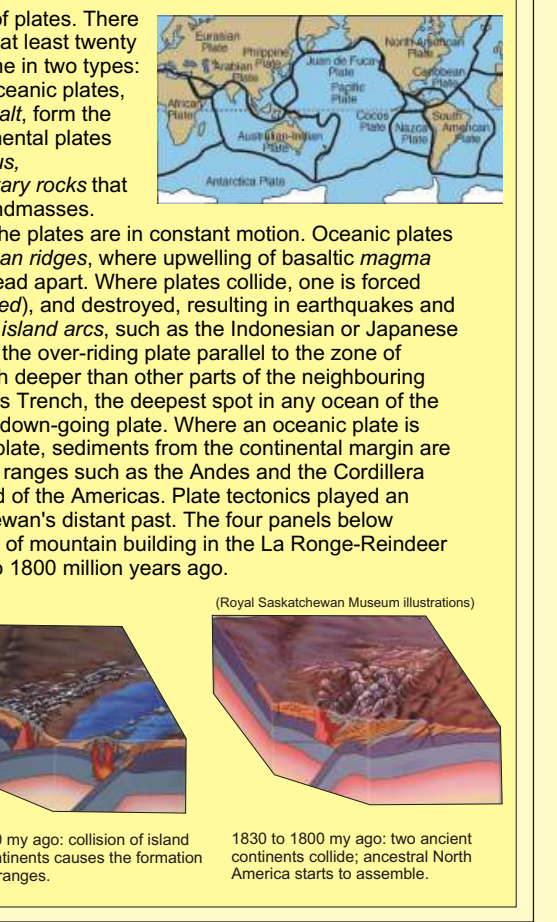 of plates. There
at least twenty
ne in two types:
ceanic plates,
alt, form the
nental plates
us,
ary rocks that
ndmasses.
Eurasian
Plate
Philippine
Plate
Arabian
Plate
African
Plate
Australian-Indian
Plate
Antarctica Plate
Juan de Fuca
Plate
Pacific
Plate
North American
Plate
Caribbean
Plate
Cocos
Plate
Nazca
Plate
South
American
Plate
he plates are in constant motion. Oceanic plates
an ridges, where upwelling of basaltic magma
ead apart. Where plates collide, one is forced
ed), and destroyed, resulting in earthquakes and
island arcs, such as the Indonesian or Japanese
the over-riding plate parallel to the zone of
h deeper than other parts of the neighbouring
s Trench, the deepest spot in any ocean of the
down-going plate. Where an oceanic plate is
plate, sediments from the continental margin are
ranges such as the Andes and the Cordillera
d of the Americas. Plate tectonics played an
ewan's distant past. The four panels below
of mountain building in the La Ronge-Reindeer
o 1800 million years ago.
(Royal Saskatchewan Museum illustrations)
0 my ago: collision of island
ntinents causes the formation
ranges.
1830 to 1800 my ago: two ancient
continents collide; ancestral North
America starts to assemble.